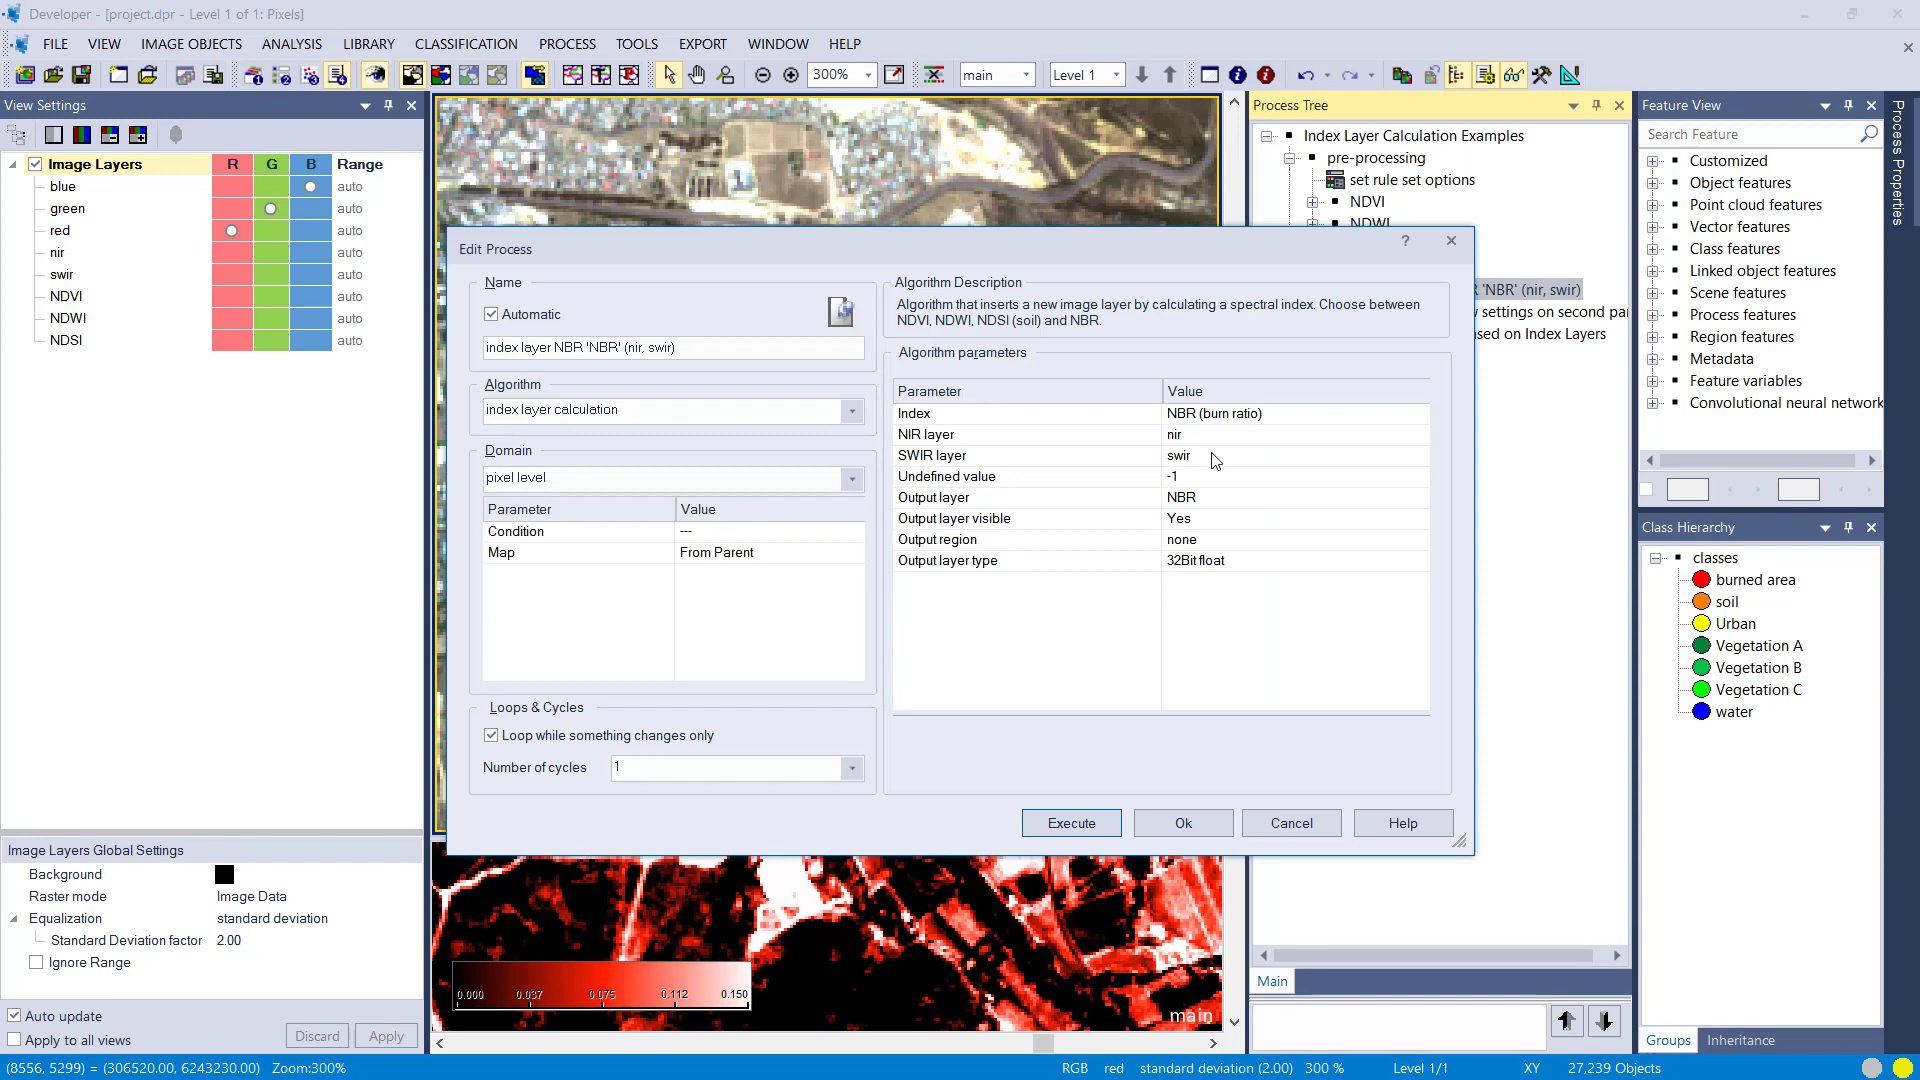 Developer - [project.dpr - Level 1 of 1: Pixels]
FILE VIEW IMAGE OBJECTS ANALYSIS LIBRARY CLASSIFICATION PROCESS TOOLS EXPORT WINDOW HELP
300% main Level 1
View Settings
Image Layers R G B Range
blue auto
green auto
red auto
nir auto
swir auto
NDVI auto
NDWI auto
NDSI auto
Image Layers Global Settings
Background
Raster mode Image Data
Equalization standard deviation
Standard Deviation factor 2.00
Ignore Range
Auto update
Apply to all views
Discard Apply
Edit Process
Name
Automatic
index layer NBR 'NBR' (nir, swir)
Algorithm
index layer calculation
Domain
pixel level
Parameter Value
Condition ---
Map From Parent
Loops & Cycles
Loop while something changes only
Number of cycles 1
Algorithm Description
Algorithm that inserts a new image layer by calculating a spectral index. Choose between
NDVI, NDWI, NDSI (soil) and NBR.
Algorithm parameters
Parameter Value
Index NBR (burn ratio)
NIR layer nir
SWIR layer swir
Undefined value -1
Output layer NBR
Output layer visible Yes
Output region none
Output layer type 32Bit float
Execute Ok Cancel Help
0.000 0.037 0.075 0.112 0.150
main
Process Tree
Index Layer Calculation Examples
pre-processing
set rule set options
NDVI
NDWI
'NBR' (nir, swir)
settings on second pa
sed on Index Layers
Main
Feature View
Search Feature
Customized
Object features
Point cloud features
Vector features
Class features
Linked object features
Scene features
Process features
Region features
Metadata
Feature variables
Convolutional neural network
Class Hierarchy
classes
burned area
soil
Urban
Vegetation A
Vegetation B
Vegetation C
water
Groups Inheritance
Process Properties
(8556, 5299) = (306520.00, 6243230.00) Zoom:300%
RGB red standard deviation (2.00) 300 % Level 1/1 XY 27,239 Objects